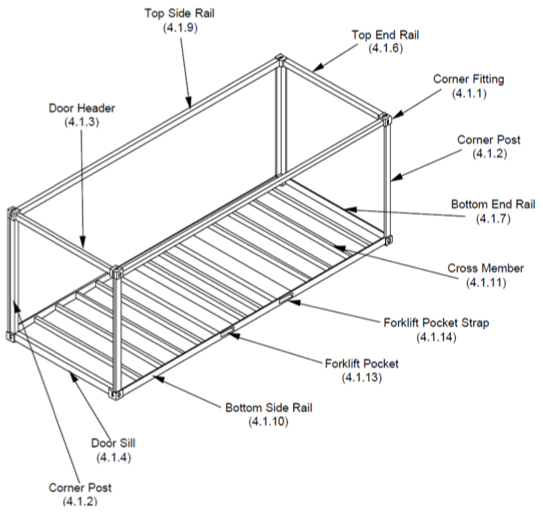 Top Side Rail
(4.1.9)
Top End Rail
(4.1.6)
Corner Fitting
(4.1.1)
Door Header
(4.1.3)
Corner Post
(4.1.2)
Bottom End Rail
(4.1.7)
Cross Member
(4.1.11)
Forklift Pocket Strap
(4.1.14)
Forklift Pocket
(4.1.13)
Bottom Side Rail
(4.1.10)
Door Sill
(4.1.4)
Corner Post
(4.1.2)